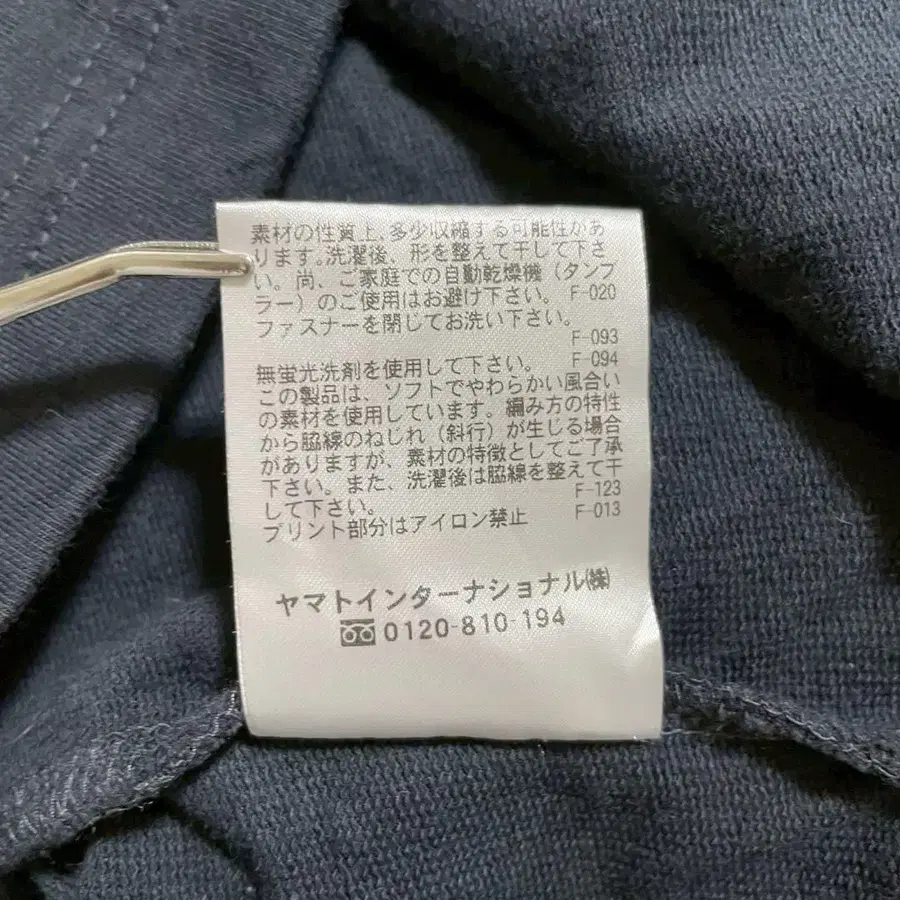 素材の性質上、多少収縮する可能性があ
ります。洗濯後、形を整えて干して下さ
い。尚、ご家庭での自動乾燥機（タンブ
ラー）のご使用はお避け下さい。 F-020
ファスナーを閉じてお洗い下さい。
F-093
無蛍光洗剤を使用して下さい。 F-094
この製品は、ソフトでやわらかい風合い
の素材を使用しています。編み方の特性
から脇線のねじれ（斜行）が生じる場合
がありますが、素材の特徴としてご了承
下さい。また、洗濯後は脇線を整えて干
して下さい。 F-123
プリント部分はアイロン禁止 F-013
ヤマトインターナショナル㈱
0120-810-194